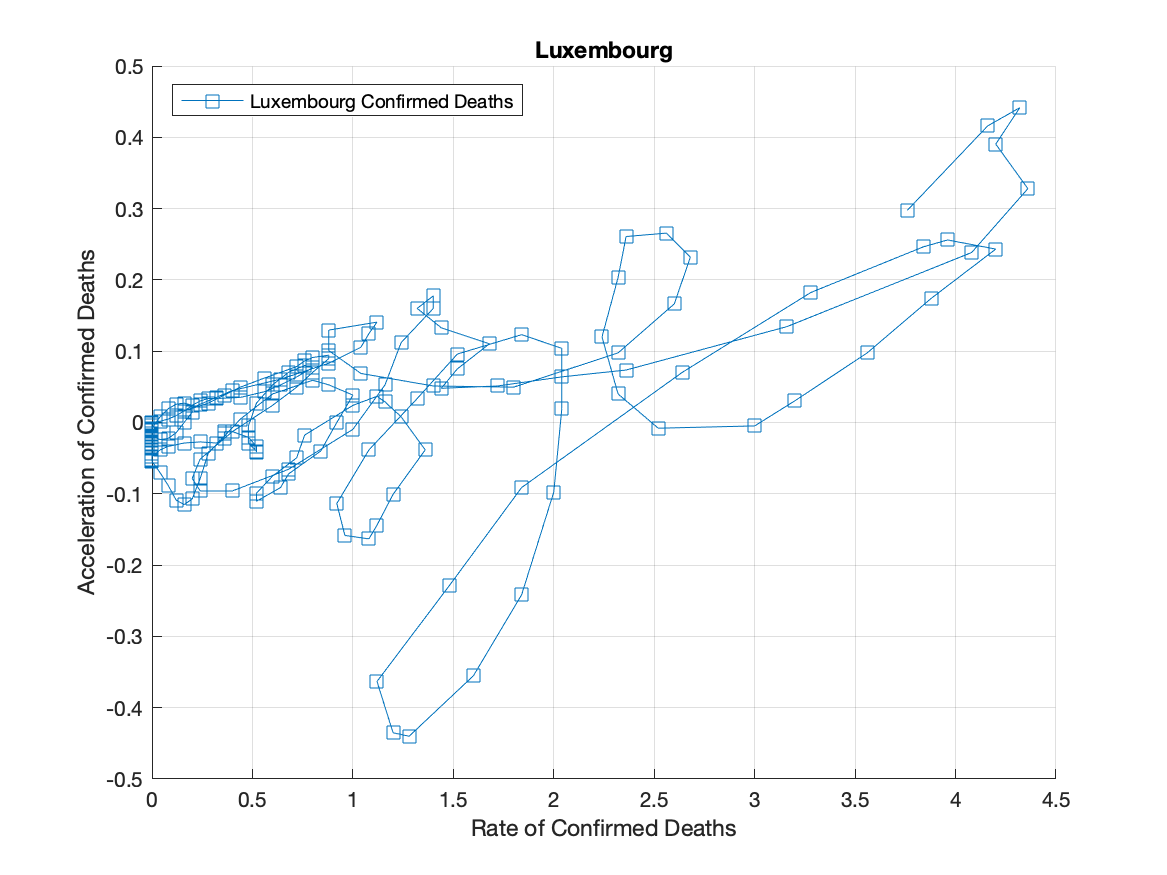 Luxembourg
Luxembourg Confirmed Deaths
Acceleration of Confirmed Deaths
0.5
0.4
0.3
0.2
0.1
0
-0.1
-0.2
-0.3
-0.4
-0.5
0 0.5 1 1.5 2 2.5 3 3.5 4 4.5
Rate of Confirmed Deaths